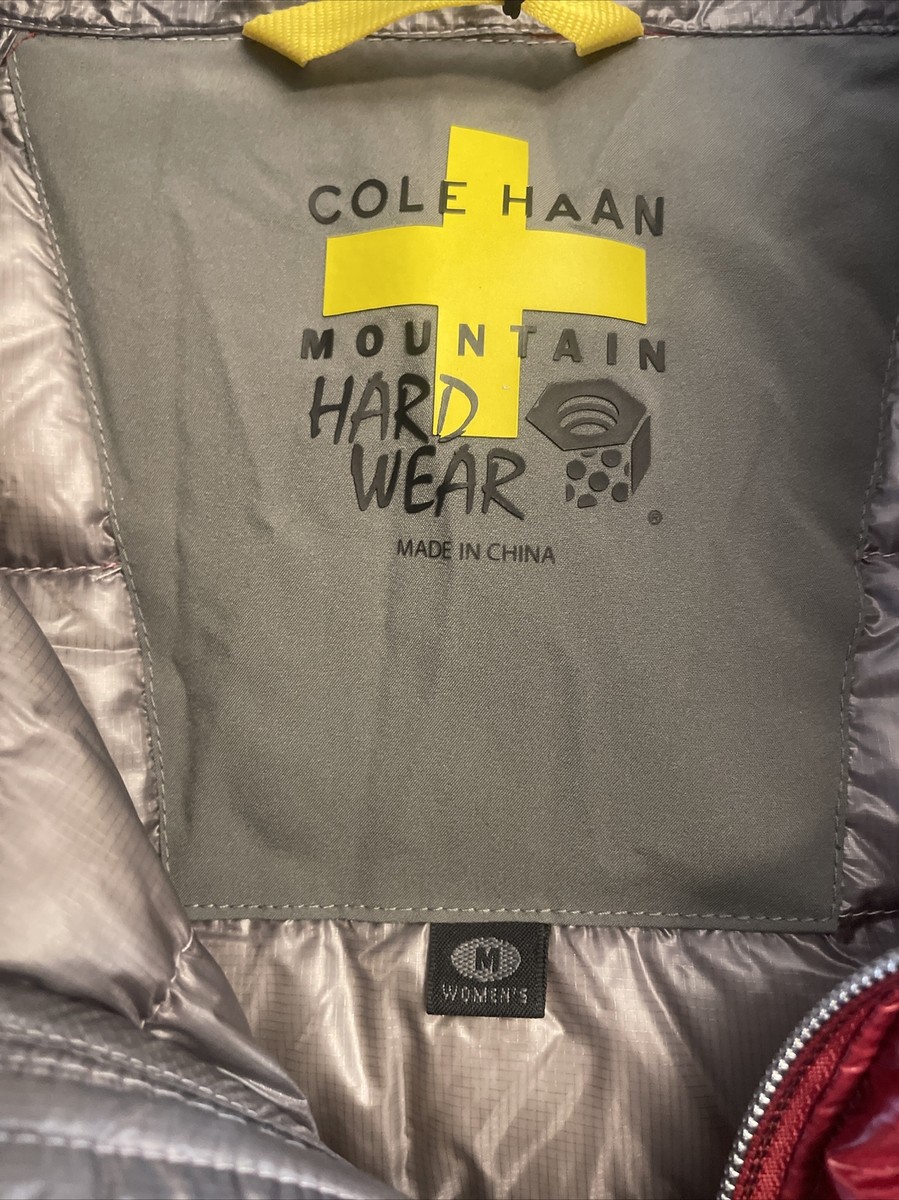 COLE HAAN
MOUNTAIN
HARD
WEAR
®
MADE IN CHINA
M
WOMEN'S